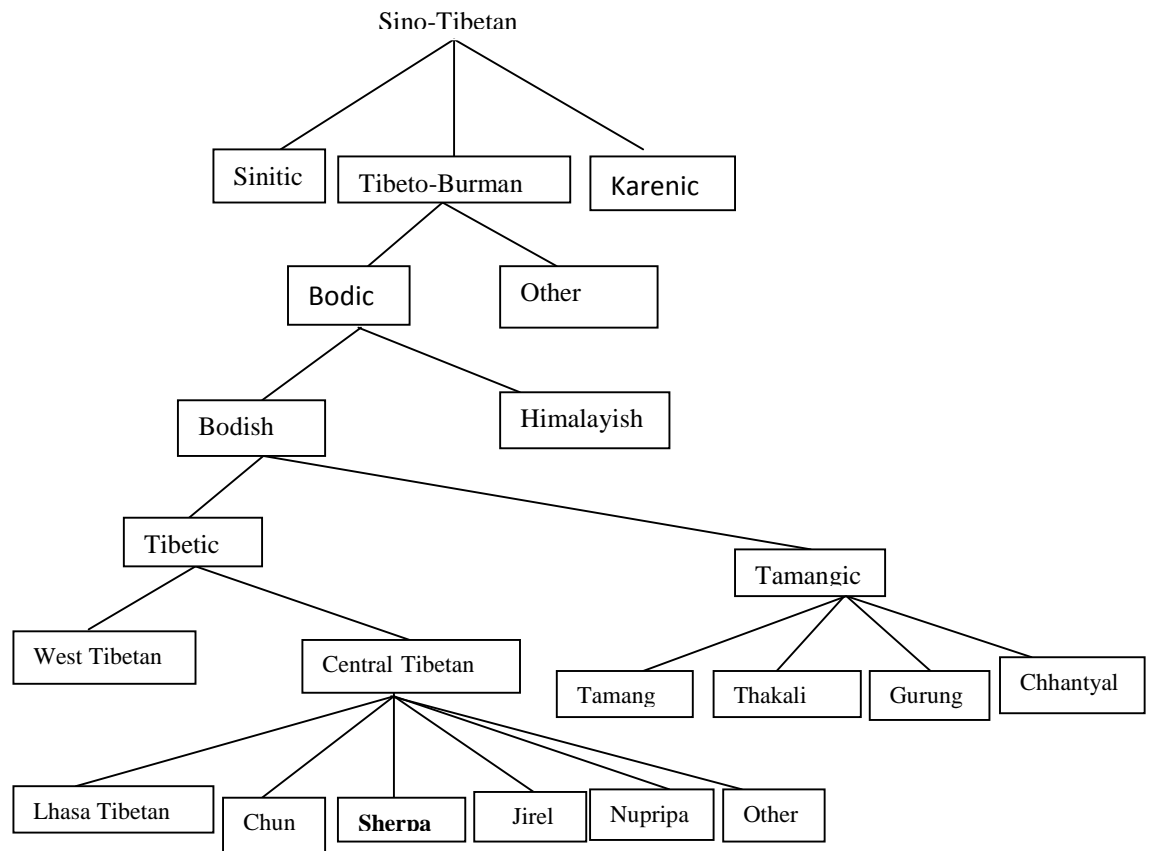 Sino-Tibetan
Sinitic
Tibeto-Burman
Karenic
Bodic
Other
Bodish
Himalayish
Tibetic
Tamangic
West Tibetan
Central Tibetan
Tamang
Thakali
Gurung
Chhantyal
Lhasa Tibetan
Chun
Sherpa
Jirel
Nupripa
Other